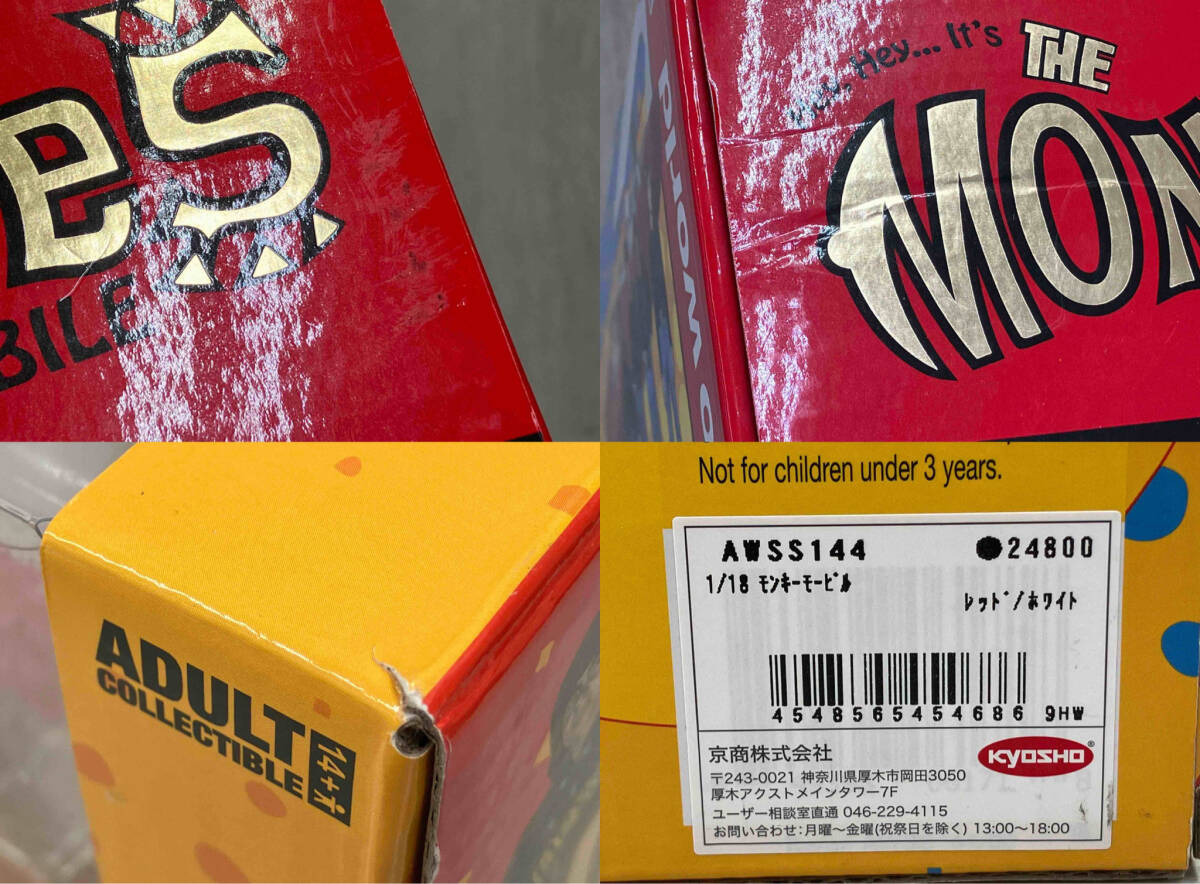 es
BILE
Hey... It's THE
MON
Not for children under 3 years.
AWSS144 ●24800
1/18 ﾓﾝｷｰﾓｰﾋﾞﾙ
ﾚｯﾄﾞ/ﾎﾜｲﾄ
4548565454686 9HW
京商株式会社
KYOSHO®
〒243-0021 神奈川県厚木市岡田3050
厚木アクストメインタワー7F
ユーザー相談室直通 046-229-4115
お問い合わせ:月曜〜金曜(祝祭日を除く) 13:00〜18:00
ADULT
COLLECTIBLE
14+